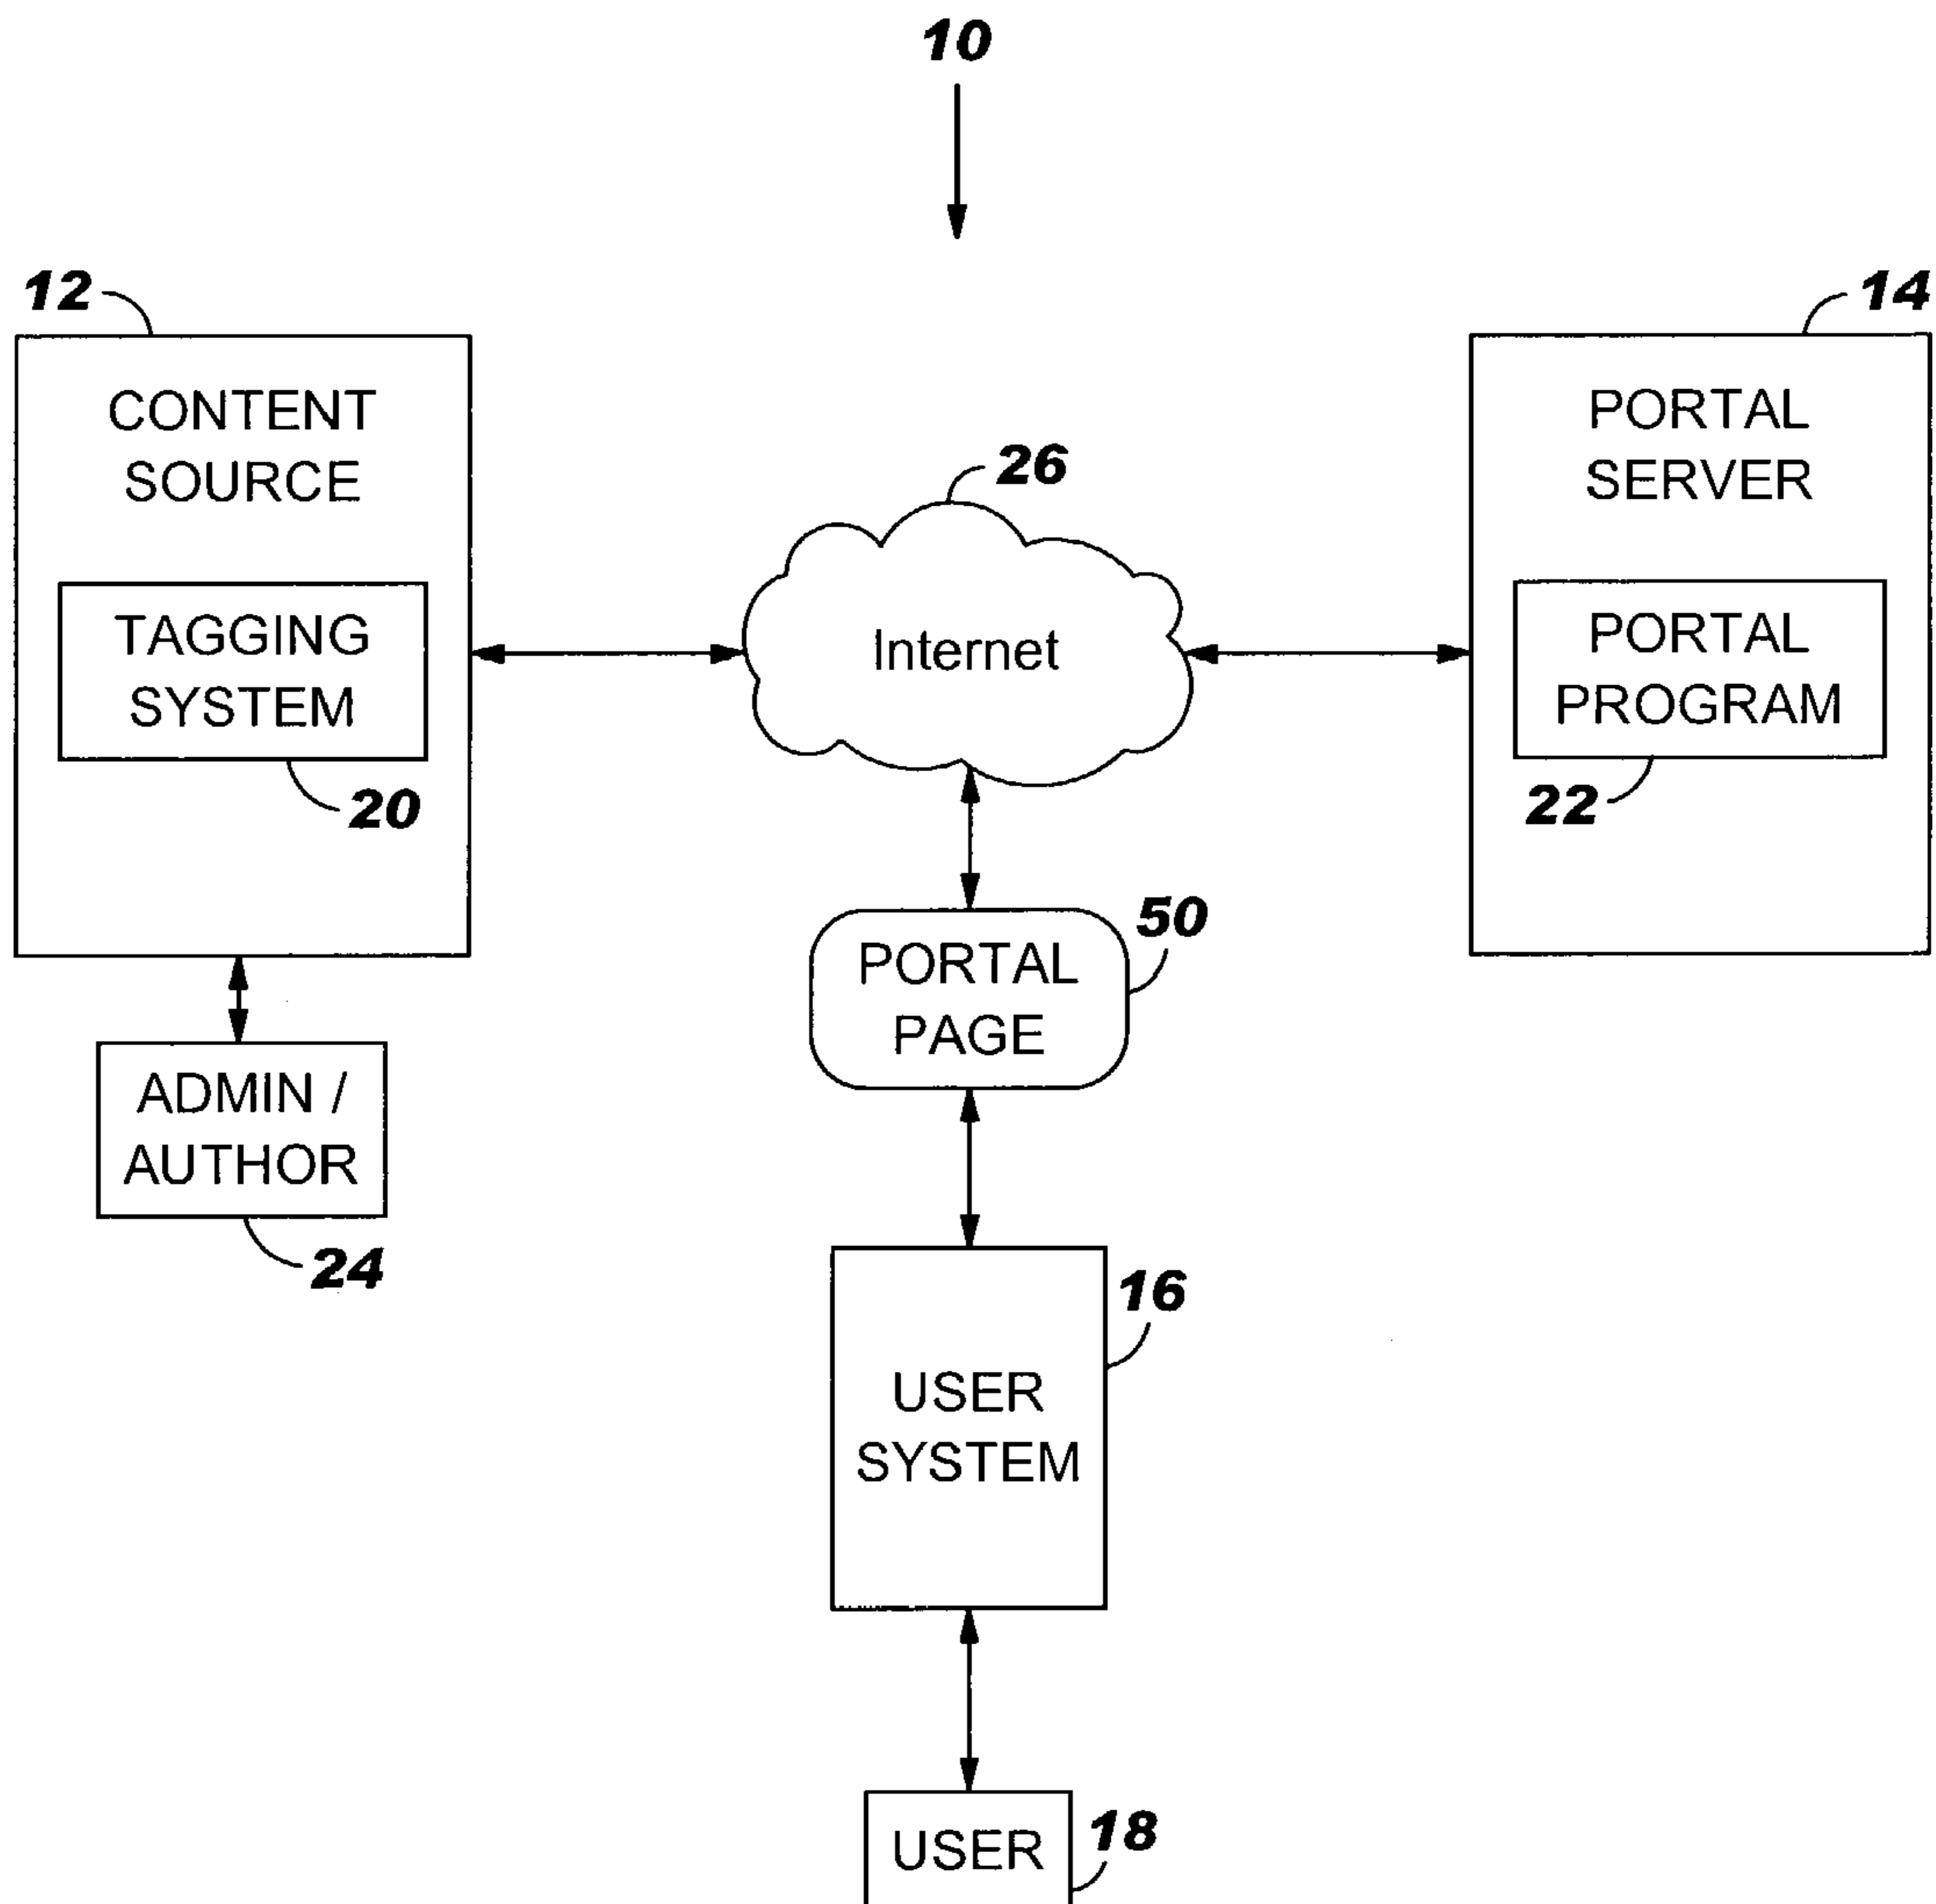 10
12
14
CONTENT
SOURCE
PORTAL
SERVER
26
TAGGING
SYSTEM
Internet
PORTAL
PROGRAM
20
22
PORTAL
PAGE
50
ADMIN /
AUTHOR
24
16
USER
SYSTEM
USER
18